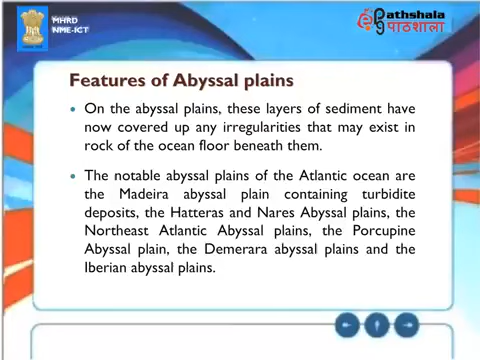 MHRD
NME-ICT
ePathshala
पाठशाला
Features of Abyssal plains
• On the abyssal plains, these layers of sediment have
now covered up any irregularities that may exist in
rock of the ocean floor beneath them.
• The notable abyssal plains of the Atlantic ocean are
the Madeira abyssal plain containing turbidite
deposits, the Hatteras and Nares Abyssal plains, the
Northeast Atlantic Abyssal plains, the Porcupine
Abyssal plain, the Demerara abyssal plains and the
Iberian abyssal plains.